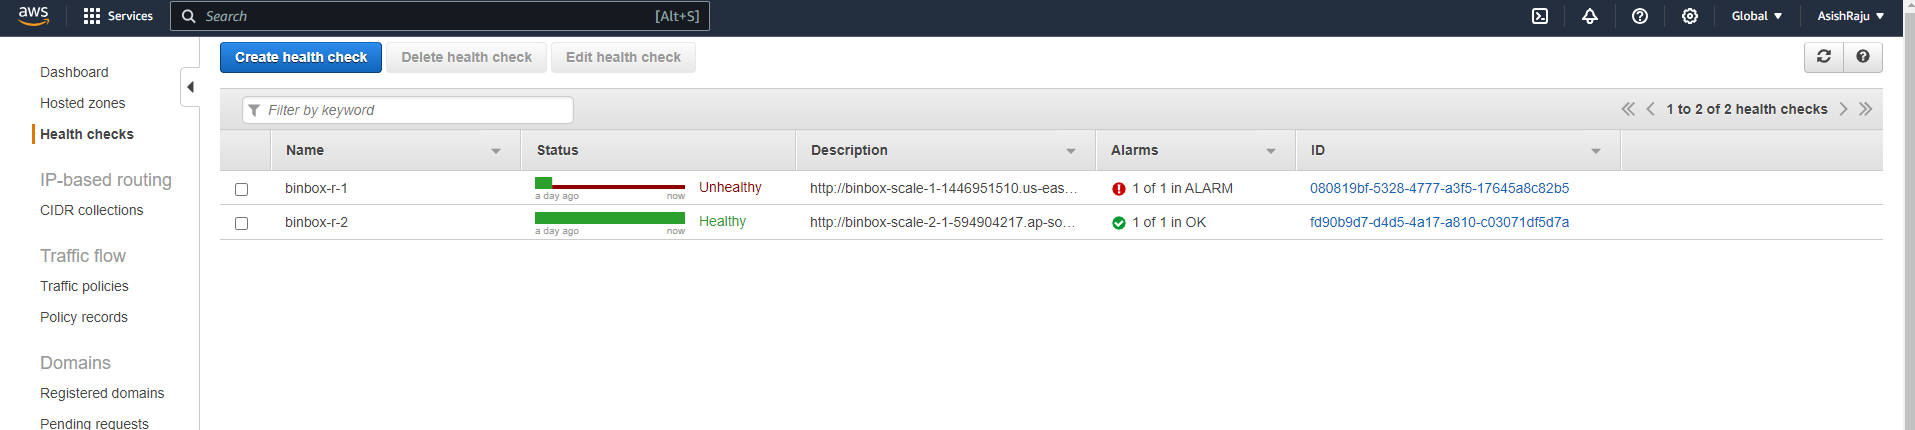 aws
Services
Search
[Alt+S]
Global
AsishRaju
Dashboard
Hosted zones
Health checks
IP-based routing
CIDR collections
Traffic flow
Traffic policies
Policy records
Domains
Registered domains
Pending requests
Create health check
Delete health check
Edit health check
Filter by keyword
1 to 2 of 2 health checks
Name Status Description Alarms ID
binbox-r-1 Unhealthy http://binbox-scale-1-1446951510.us-eas… 1 of 1 in ALARM 080819bf-5328-4777-a3f5-17645a8c82b5
a day ago now
binbox-r-2 Healthy http://binbox-scale-2-1-594904217.ap-so… 1 of 1 in OK fd90b9d7-d4d5-4a17-a810-c03071df5d7a
a day ago now